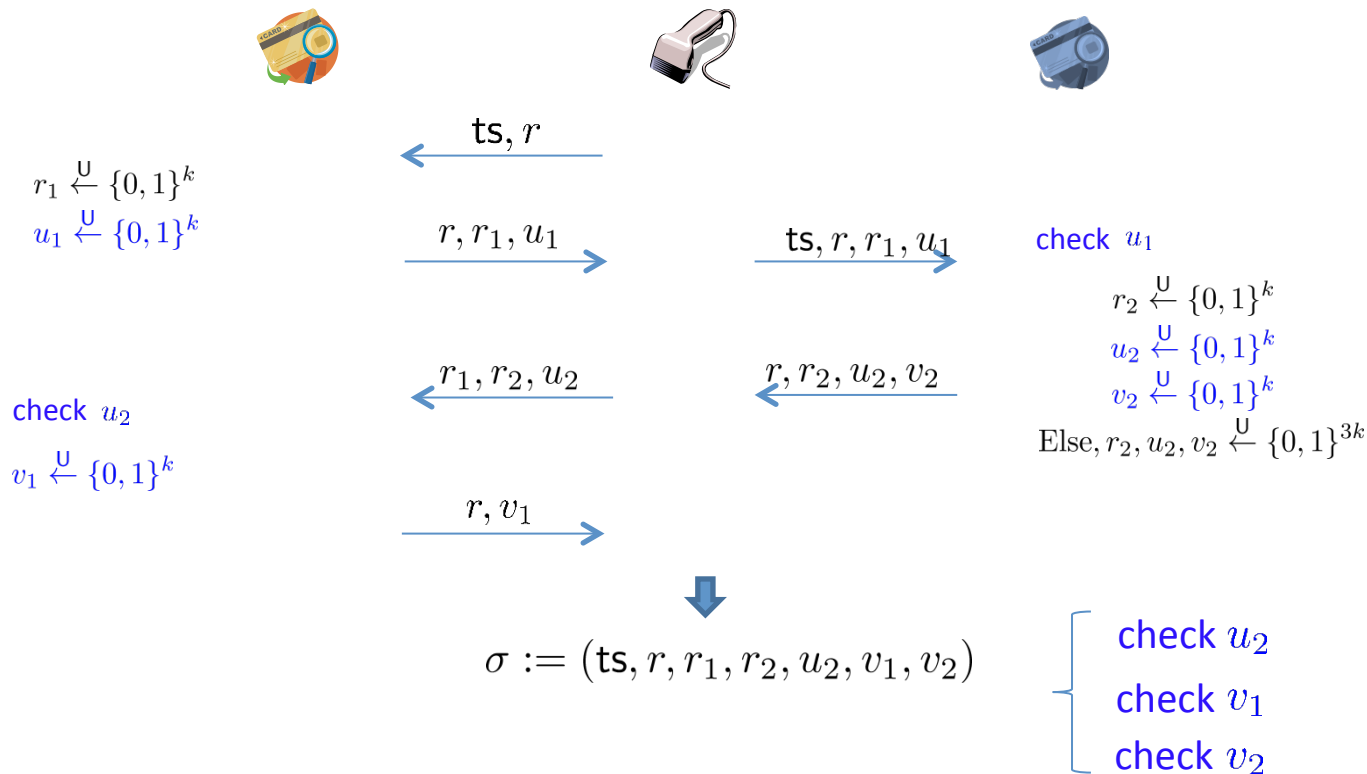 CARD
CARD
ts, r
r₁ ←ᵁ {0, 1}ᵏ
u₁ ←ᵁ {0, 1}ᵏ
r, r₁, u₁
ts, r, r₁, u₁
check u₁
r₂ ←ᵁ {0, 1}ᵏ
u₂ ←ᵁ {0, 1}ᵏ
v₂ ←ᵁ {0, 1}ᵏ
Else, r₂, u₂, v₂ ←ᵁ {0, 1}³ᵏ
r, r₂, u₂, v₂
r₁, r₂, u₂
check u₂
v₁ ←ᵁ {0, 1}ᵏ
r, v₁
σ := (ts, r, r₁, r₂, u₂, v₁, v₂)
check u₂
check v₁
check v₂